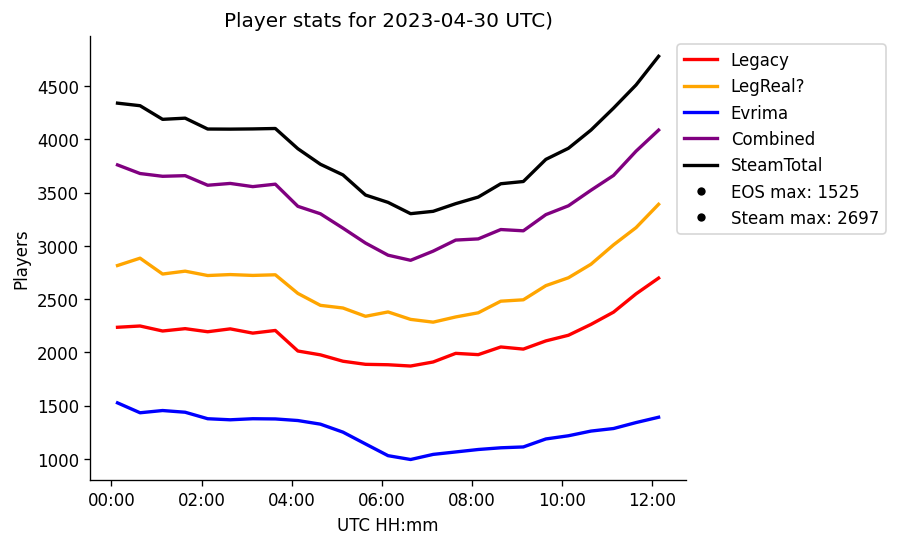 Player stats for 2023-04-30 UTC)
Legacy
LegReal?
Evrima
Combined
SteamTotal
EOS max: 1525
Steam max: 2697
Players
4500
4000
3500
3000
2500
2000
1500
1000
00:00 02:00 04:00 06:00 08:00 10:00 12:00
UTC HH:mm